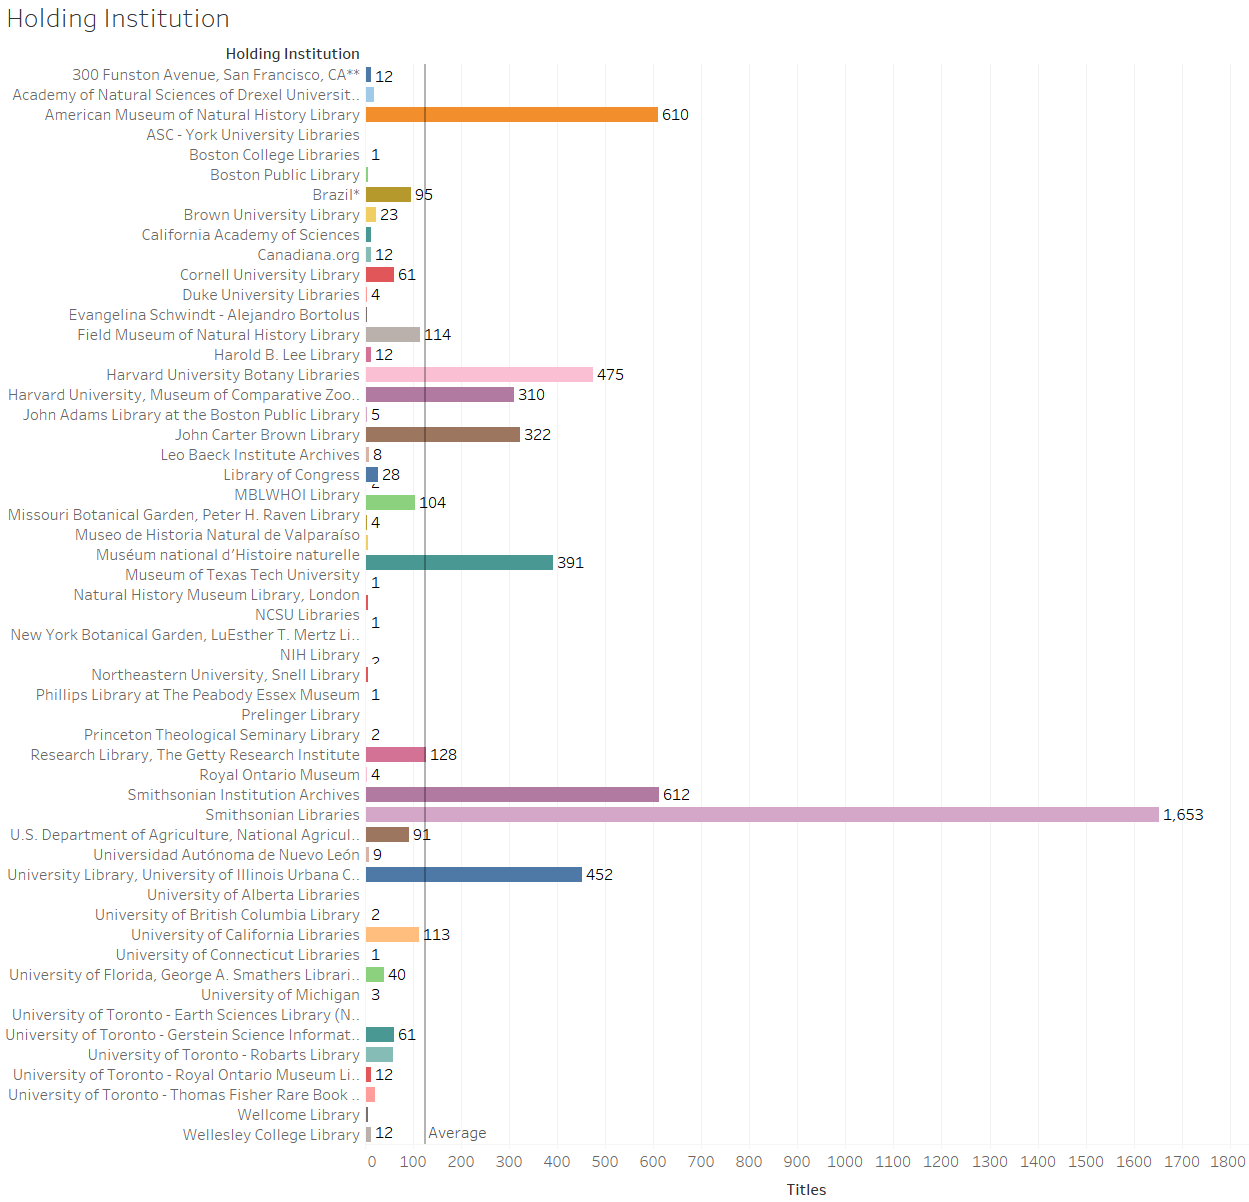 Holding Institution
Holding Institution
300 Funston Avenue, San Francisco, CA** 12
Academy of Natural Sciences of Drexel Universit..
American Museum of Natural History Library 610
ASC - York University Libraries
Boston College Libraries 1
Boston Public Library
Brazil* 95
Brown University Library 23
California Academy of Sciences
Canadiana.org 12
Cornell University Library 61
Duke University Libraries 4
Evangelina Schwindt - Alejandro Bortolus
Field Museum of Natural History Library 114
Harold B. Lee Library 12
Harvard University Botany Libraries 475
Harvard University, Museum of Comparative Zoo.. 310
John Adams Library at the Boston Public Library 5
John Carter Brown Library 322
Leo Baeck Institute Archives 8
Library of Congress 28
MBLWHOI Library
104
Missouri Botanical Garden, Peter H. Raven Library
4
Museo de Historia Natural de Valparaíso
Muséum national d'Histoire naturelle
391
Museum of Texas Tech University
1
Natural History Museum Library, London
NCSU Libraries
1
New York Botanical Garden, LuEsther T. Mertz Li..
NIH Library
Northeastern University, Snell Library
Phillips Library at The Peabody Essex Museum 1
Prelinger Library
Princeton Theological Seminary Library 2
Research Library, The Getty Research Institute 128
Royal Ontario Museum 4
Smithsonian Institution Archives 612
Smithsonian Libraries 1,653
U.S. Department of Agriculture, National Agricul.. 91
Universidad Autónoma de Nuevo León 9
University Library, University of Illinois Urbana C.. 452
University of Alberta Libraries
University of British Columbia Library 2
University of California Libraries 113
University of Connecticut Libraries 1
University of Florida, George A. Smathers Librari.. 40
University of Michigan 3
University of Toronto - Earth Sciences Library (N..
University of Toronto - Gerstein Science Informat.. 61
University of Toronto - Robarts Library
University of Toronto - Royal Ontario Museum Li.. 12
University of Toronto - Thomas Fisher Rare Book ..
Wellcome Library
Wellesley College Library 12 Average
0 100 200 300 400 500 600 700 800 900 1000 1100 1200 1300 1400 1500 1600 1700 1800
Titles